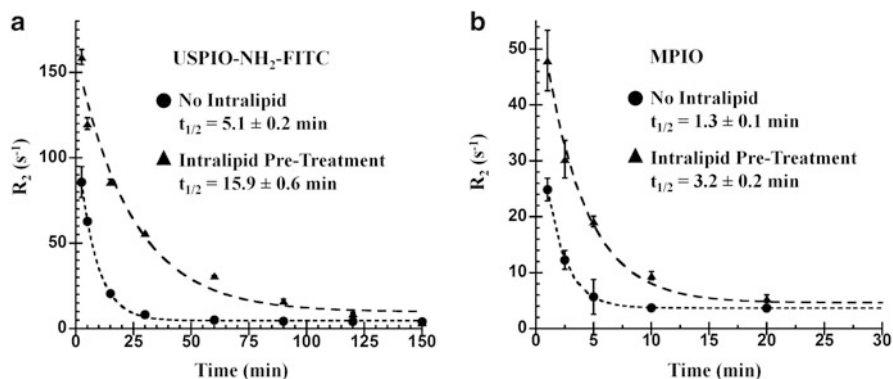 a
USPIO-NH₂-FITC
No Intralipid
t₁/₂ = 5.1 ± 0.2 min
Intralipid Pre-Treatment
t₁/₂ = 15.9 ± 0.6 min
R₂ (s⁻¹)
150
100
50
0
0 25 50 75 100 125 150
Time (min)
b
MPIO
No Intralipid
t₁/₂ = 1.3 ± 0.1 min
Intralipid Pre-Treatment
t₁/₂ = 3.2 ± 0.2 min
R₂ (s⁻¹)
50
40
30
20
10
0
0 5 10 15 20 25 30
Time (min)